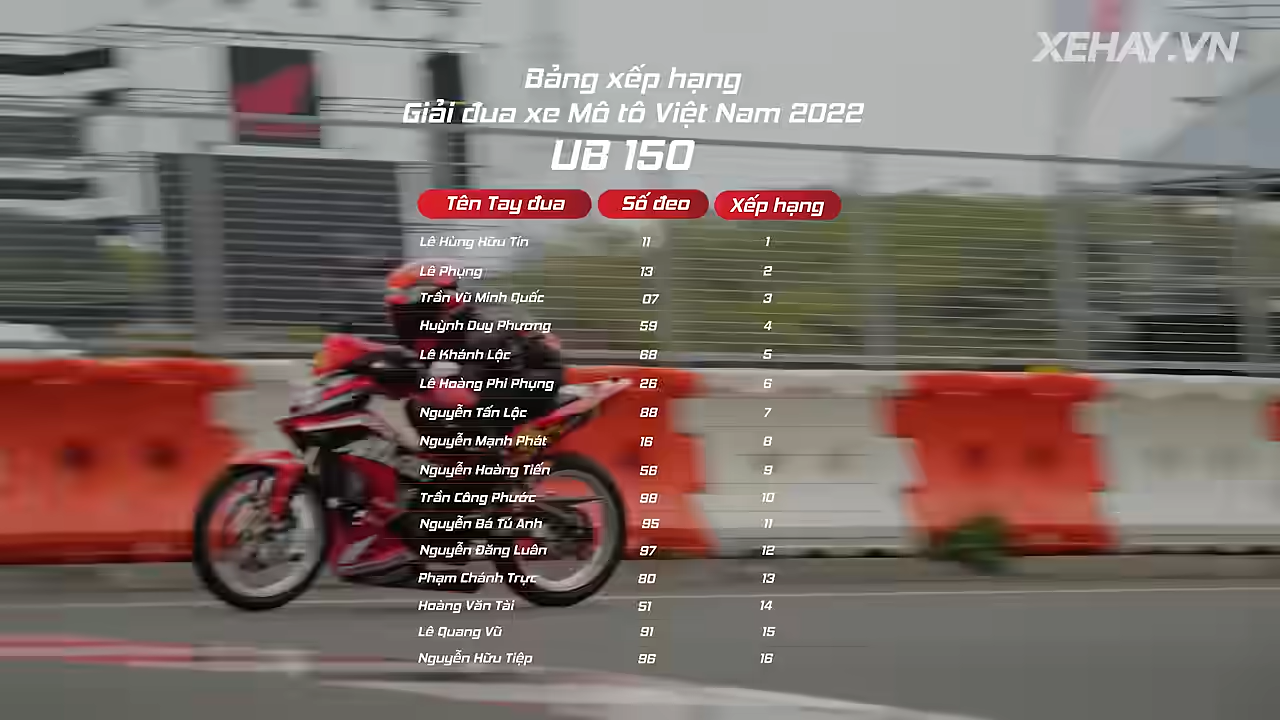 XEHAY.VN
Bảng xếp hạng
Giải đua xe Mô tô Việt Nam 2022
UB 150
Tên Tay đua Số đeo Xếp hạng
Lê Hùng Hữu Tín 11 1
Lê Phụng 13 2
Trần Vũ Minh Quốc 07 3
Huỳnh Duy Phương 59 4
Lê Khánh Lộc 68 5
Lê Hoàng Phi Phụng 26 6
Nguyễn Tấn Lộc 88 7
Nguyễn Mạnh Phát 16 8
Nguyễn Hoàng Tiến 58 9
Trần Công Phước 98 10
Nguyễn Bá Tú Anh 95 11
Nguyễn Đăng Luân 97 12
Phạm Chánh Trực 80 13
Hoàng Văn Tài 51 14
Lê Quang Vũ 91 15
Nguyễn Hữu Tiệp 96 16